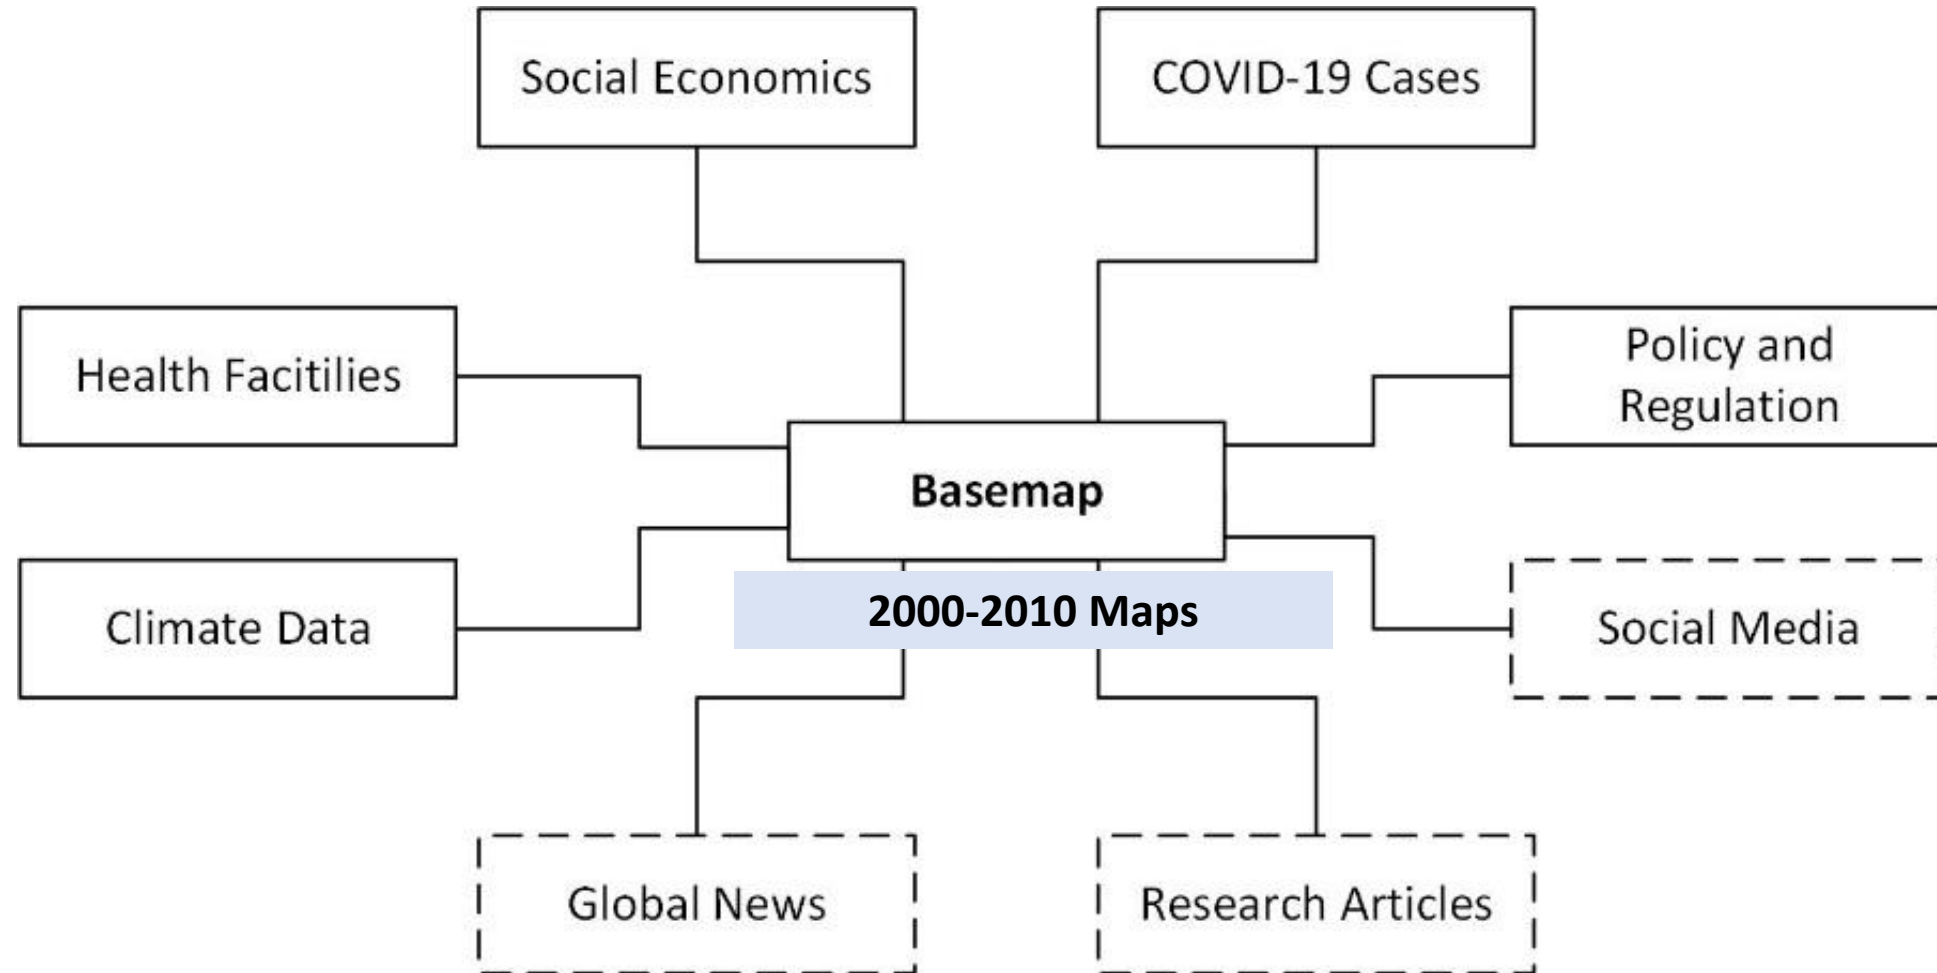 Social Economics
COVID-19 Cases
Health Facitilies
Policy and
Regulation
Basemap
2000-2010 Maps
Climate Data
Social Media
Global News
Research Articles